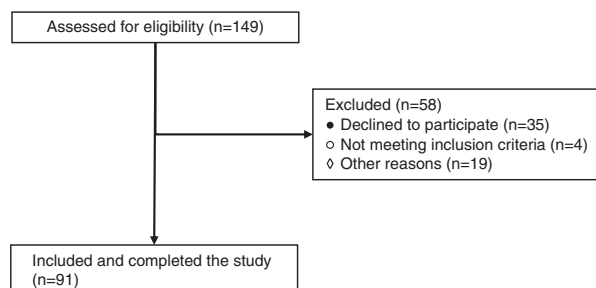 Assessed for eligibility (n=149)
Excluded (n=58)
● Declined to participate (n=35)
○ Not meeting inclusion criteria (n=4)
◊ Other reasons (n=19)
Included and completed the study
(n=91)